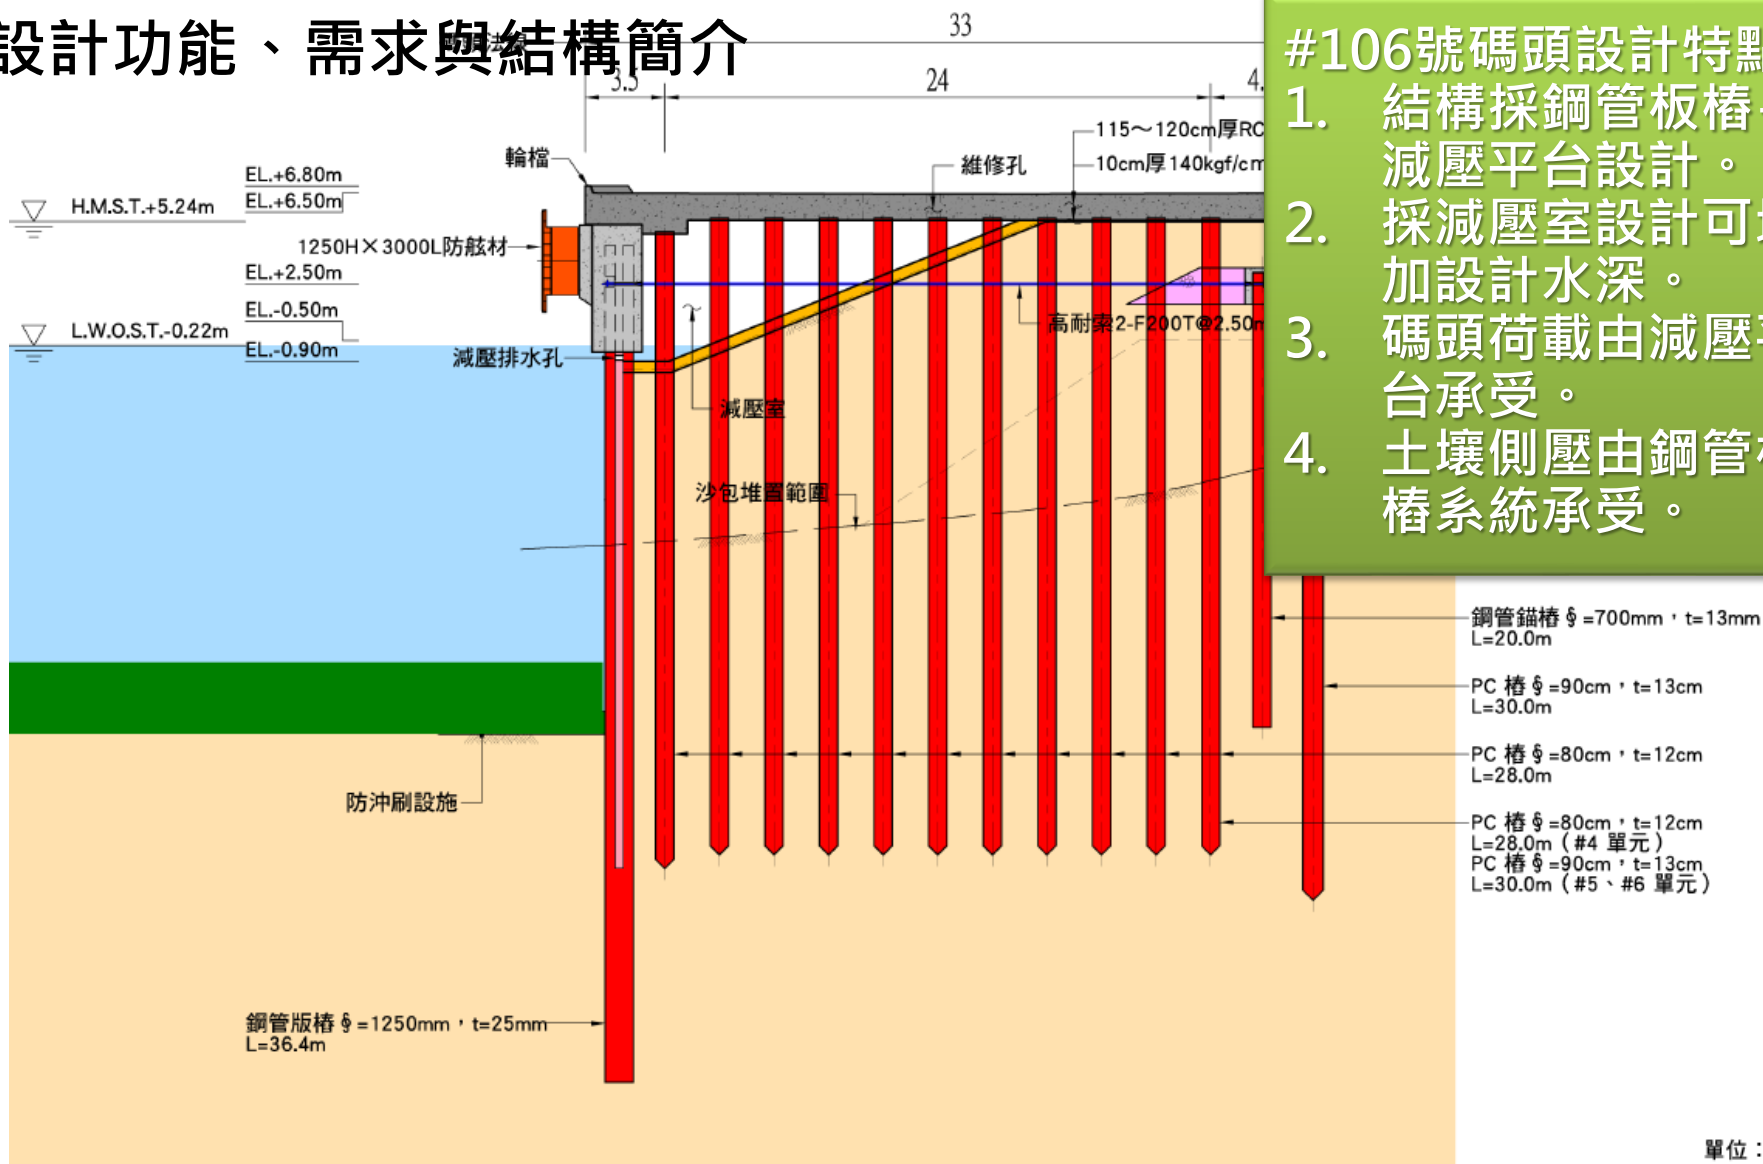 設計功能、需求與結構簡介
33
3.5
24
4.
#106號碼頭設計特點
1. 結構採鋼管板樁
減壓平台設計。
2. 採減壓室設計可
加設計水深。
3. 碼頭荷載由減壓
台承受。
4. 土壤側壓由鋼管
樁系統承受。
115～120cm厚RC
10cm厚140kgf/cm
輪檔
維修孔
EL.+6.80m
EL.+6.50m
H.M.S.T.+5.24m
1250H×3000L防舷材
EL.+2.50m
EL.-0.50m
L.W.O.S.T.-0.22m
EL.-0.90m
高耐索2-F200T@2.50m
減壓排水孔
減壓室
沙包堆置範圍
防沖刷設施
鋼管錨樁 φ=700mm，t=13mm
L=20.0m
PC 樁 φ=90cm，t=13cm
L=30.0m
PC 樁 φ=80cm，t=12cm
L=28.0m
PC 樁 φ=80cm，t=12cm
L=28.0m（#4 單元）
PC 樁 φ=90cm，t=13cm
L=30.0m（#5、#6 單元）
鋼管版樁 φ=1250mm，t=25mm
L=36.4m
單位：